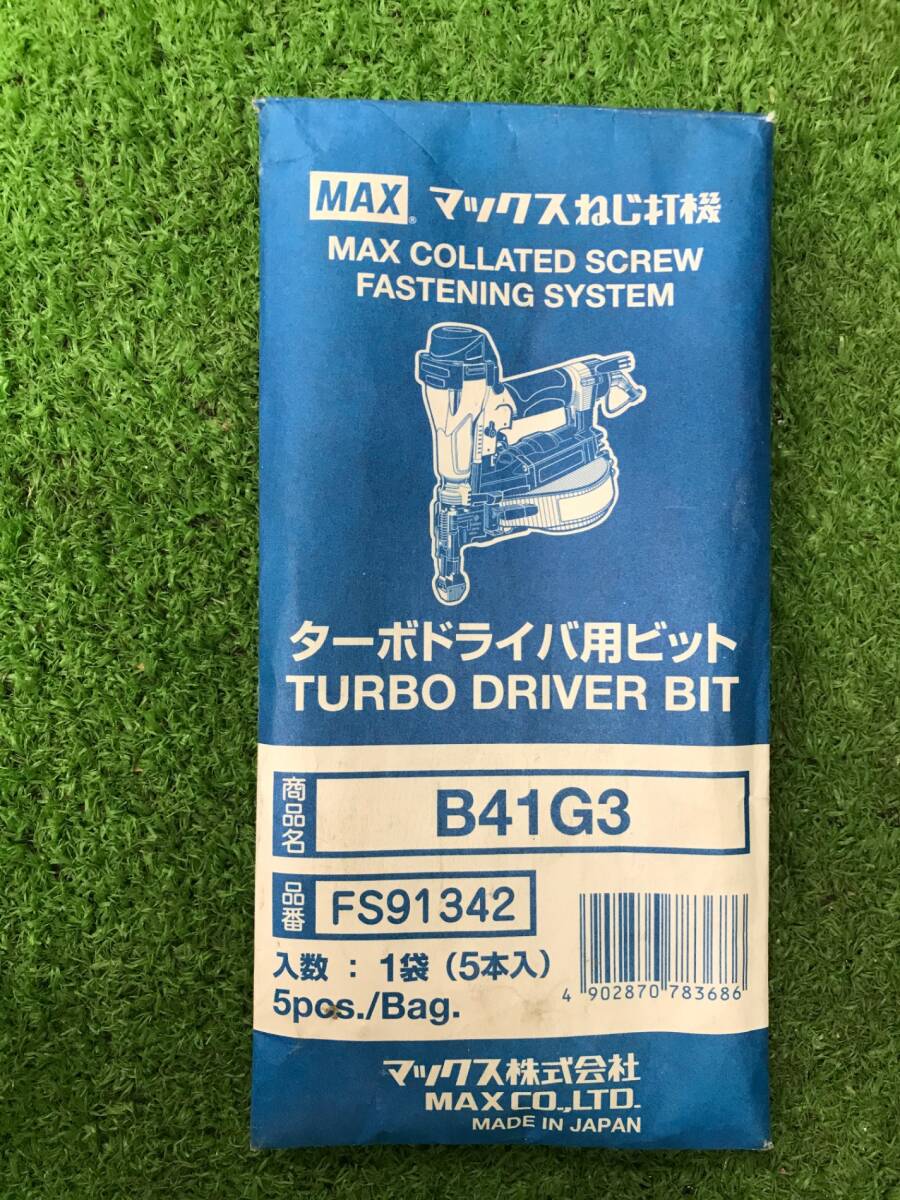 MAX® マックスねじ打機
MAX COLLATED SCREW
FASTENING SYSTEM
ターボドライバ用ビット
TURBO DRIVER BIT
商品名 B41G3
品番 FS91342
入数：1袋（5本入）
5pcs./Bag.
4 902870 783686
マックス株式会社
MAX CO.,LTD.
MADE IN JAPAN